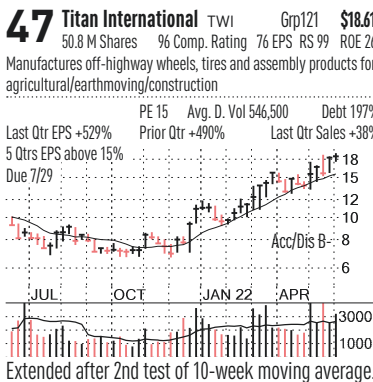 47 Titan International TWI Grp121 $18.61
50.8 M Shares % Comp. Rating 76 EPS RS 99 ROE 26
Manufactures off-highway wheels, tires and assembly products for
agricultural/earthmoving/construction
PE 15 Avg. D. Vol 546,500 Debt 197%
Last Qtr EPS +529% Prior Qtr +490% Last Qtr Sales +38%
5 Qtrs EPS above 15%
Due 7/29
18
15
12
10
Acc/Dis B-
8
6
JUL OCT JAN 22 APR
3000
1000
Extended after 2nd test of 10-week moving average.